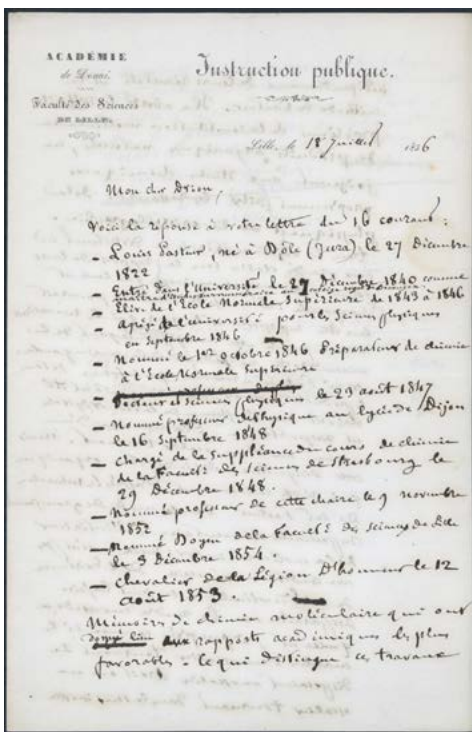 ACADÉMIE
de Douai
Faculté des Sciences
DE LILLE.
Instruction publique.
Lille, le 18 Juillet 1856
Mon cher Drion,
Voici la réponse à votre lettre du 16 courant :
- Louis Pasteur, né à Dôle (Jura) le 27 Décembre
1822
- Entré dans l'Université le 27 Décembre 1840 comme
- Elève de l'Ecole Normale Supérieure de 1843 à 1846
- Agrégé de l'université pour les Sciences physiques
en Septembre 1846
- Nommé le 1er octobre 1846 Préparateur de chimie
à l'Ecole Normale Supérieure
- Docteur ès Sciences physiques le 23 août 1847
- Nommé professeur de Physique au lycée de Dijon
le 16 Septembre 1848
- Chargé de la Suppléance du cours de chimie
de la Faculté des Sciences de Strasbourg le
29 Décembre 1848.
- Nommé professeur de cette chaire le 9 novembre
1852
- Nommé Doyen de la Faculté des Sciences de Lille
le 3 Décembre 1854.
- Chevalier de la Légion D'honneur le 12
août 1853.
Mémoires de chimie moléculaire qui ont
donné lieu aux rapports académiques les plus
favorables - ce qui distingue ces travaux